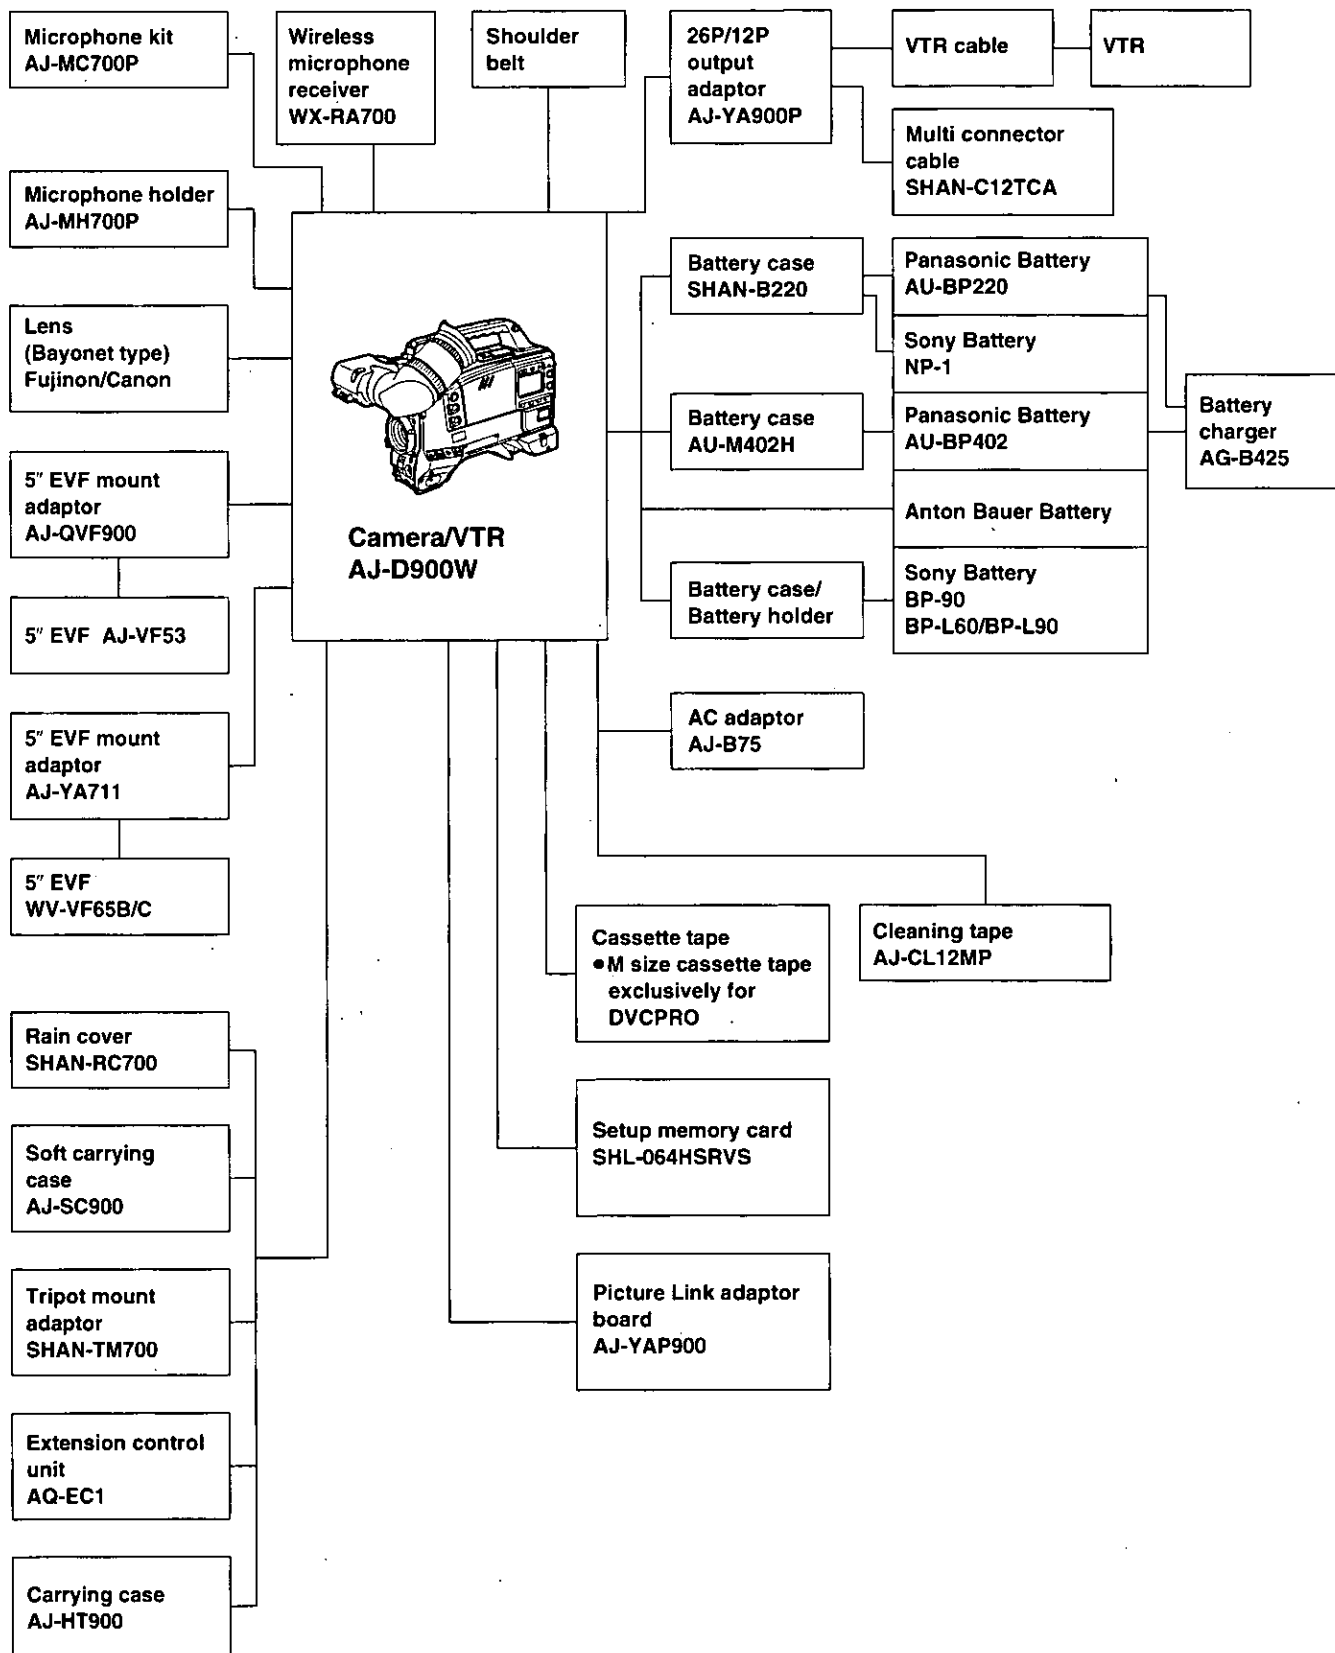 Microphone kit
AJ-MC700P
Wireless
microphone
receiver
WX-RA700
Shoulder
belt
26P/12P
output
adaptor
AJ-YA900P
VTR cable
VTR
Multi connector
cable
SHAN-C12TCA
Microphone holder
AJ-MH700P
Lens
(Bayonet type)
Fujinon/Canon
5″ EVF mount
adaptor
AJ-QVF900
5″ EVF AJ-VF53
5″ EVF mount
adaptor
AJ-YA711
5″ EVF
WV-VF65B/C
Camera/VTR
AJ-D900W
Battery case
SHAN-B220
Panasonic Battery
AU-BP220
Sony Battery
NP-1
Battery case
AU-M402H
Panasonic Battery
AU-BP402
Battery
charger
AG-B425
Anton Bauer Battery
Battery case/
Battery holder
Sony Battery
BP-90
BP-L60/BP-L90
AC adaptor
AJ-B75
Cleaning tape
AJ-CL12MP
Cassette tape
●M size cassette tape
exclusively for
DVCPRO
Setup memory card
SHL-064HSRVS
Picture Link adaptor
board
AJ-YAP900
Rain cover
SHAN-RC700
Soft carrying
case
AJ-SC900
Tripot mount
adaptor
SHAN-TM700
Extension control
unit
AQ-EC1
Carrying case
AJ-HT900